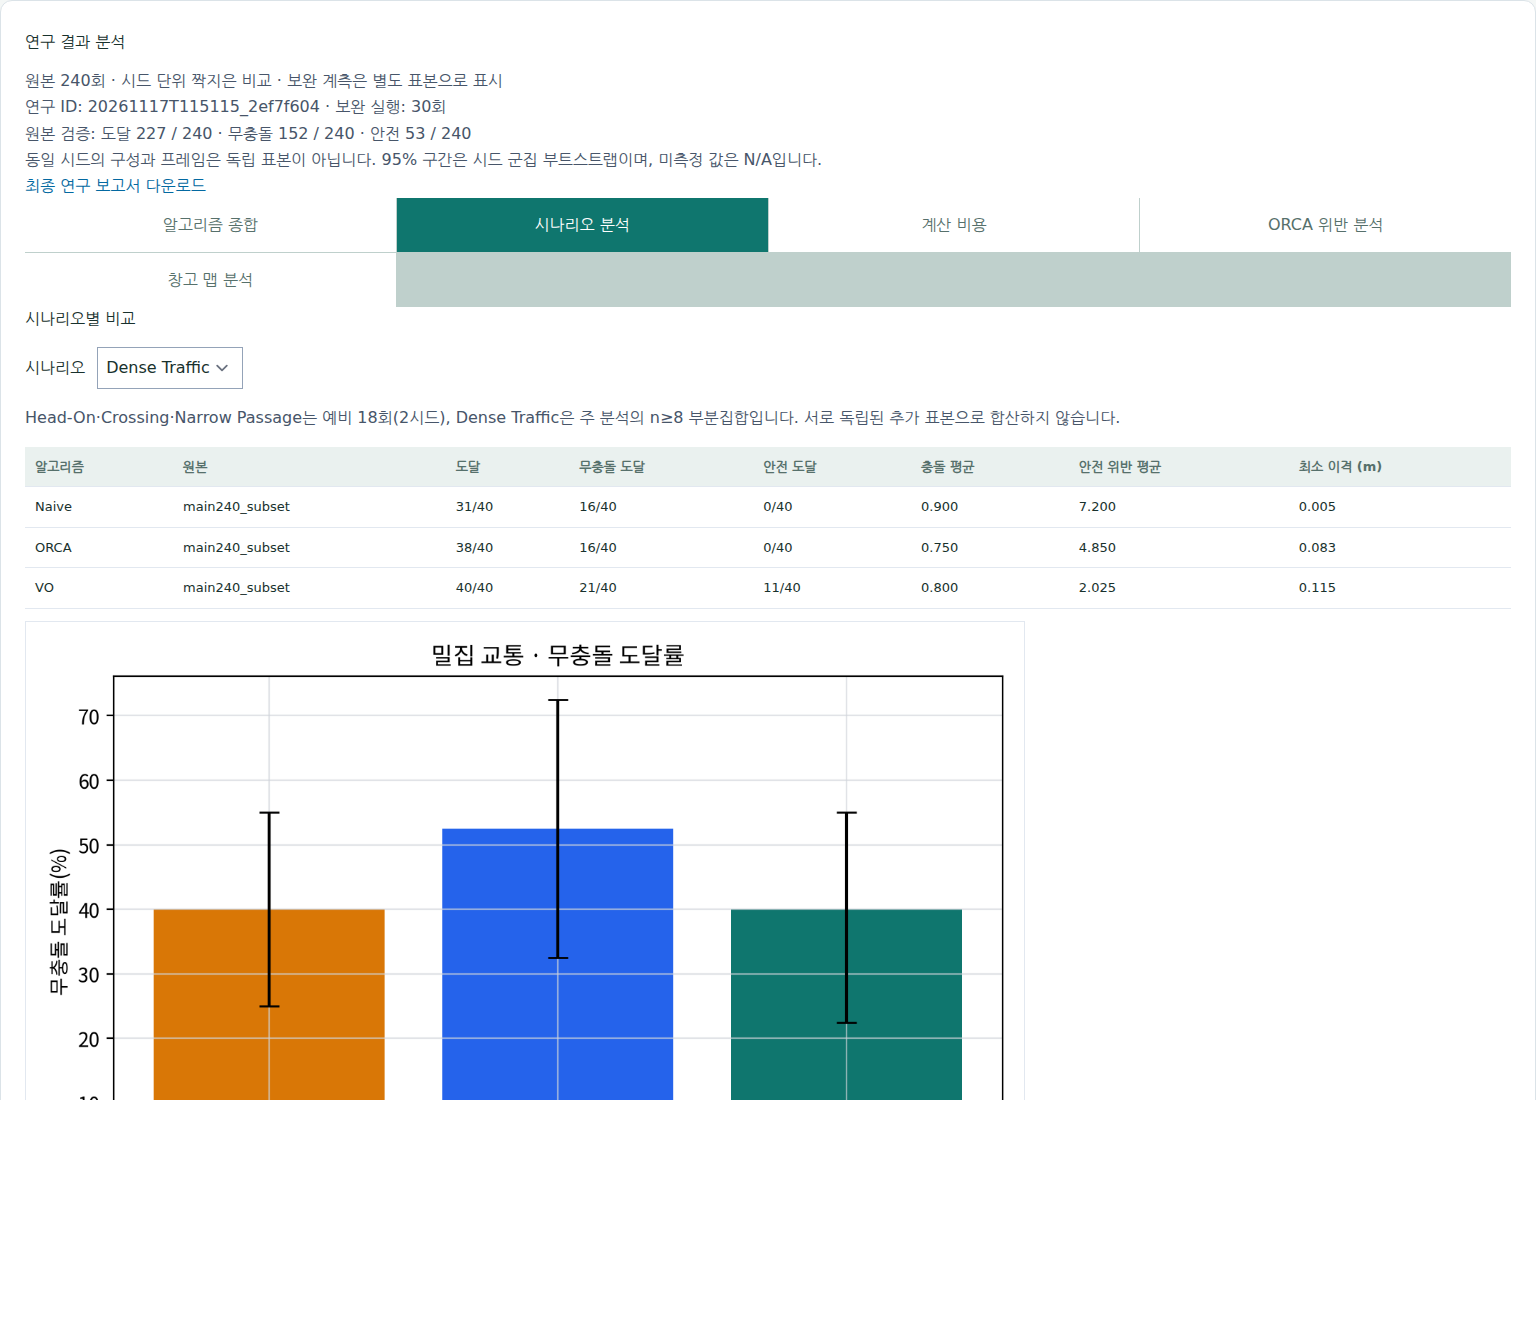 연구 결과 분석
원본 240회 · 시드 단위 짝지은 비교 · 보완 계측은 별도 표본으로 표시
연구 ID: 20261117T115115_2ef7f604 · 보완 실행: 30회
원본 검증: 도달 227 / 240 · 무충돌 152 / 240 · 안전 53 / 240
동일 시드의 구성과 프레임은 독립 표본이 아닙니다. 95% 구간은 시드 군집 부트스트랩이며, 미측정 값은 N/A입니다.
최종 연구 보고서 다운로드
알고리즘 종합 시나리오 분석 계산 비용 ORCA 위반 분석
창고 맵 분석
시나리오별 비교
시나리오 Dense Traffic
Head-On·Crossing·Narrow Passage는 예비 18회(2시드), Dense Traffic은 주 분석의 n≥8 부분집합입니다. 서로 독립된 추가 표본으로 합산하지 않습니다.
알고리즘 원본 도달 무충돌 도달 안전 도달 충돌 평균 안전 위반 평균 최소 이격 (m)
Naive main240_subset 31/40 16/40 0/40 0.900 7.200 0.005
ORCA main240_subset 38/40 16/40 0/40 0.750 4.850 0.083
VO main240_subset 40/40 21/40 11/40 0.800 2.025 0.115
밀집 교통 · 무충돌 도달률
무충돌 도달률(%)
70
60
50
40
30
20
10